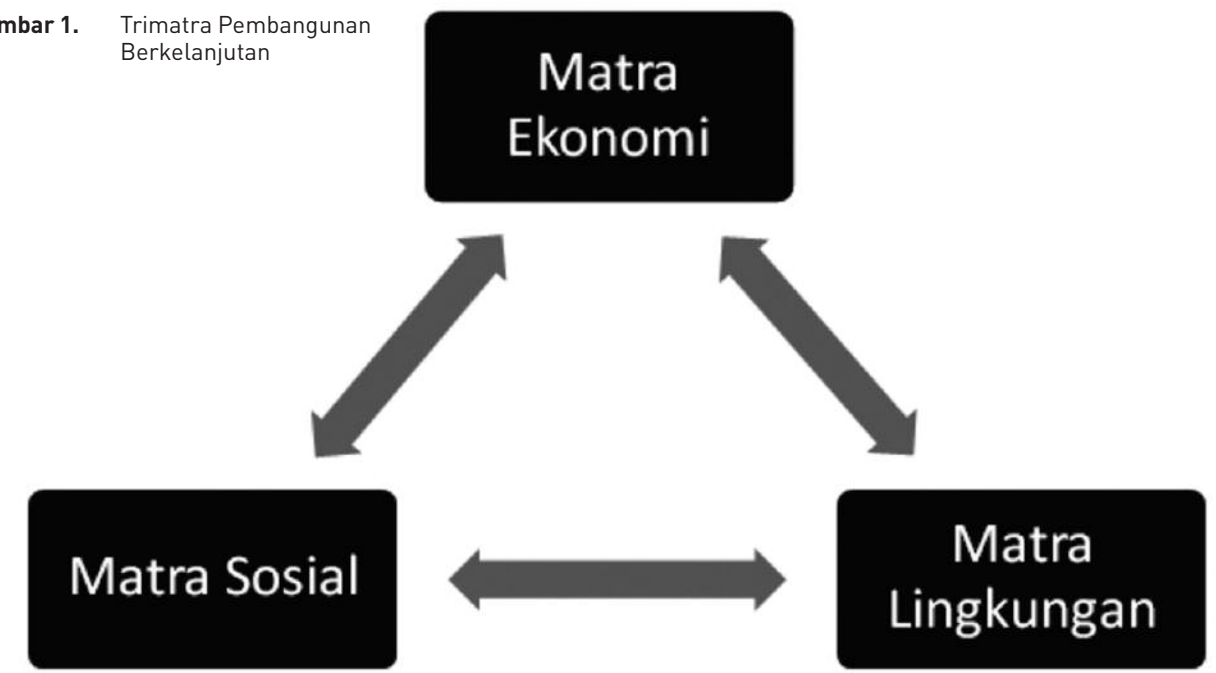 mbar 1. Trimatra Pembangunan
Berkelanjutan
Matra
Ekonomi
Matra Sosial
Matra
Lingkungan